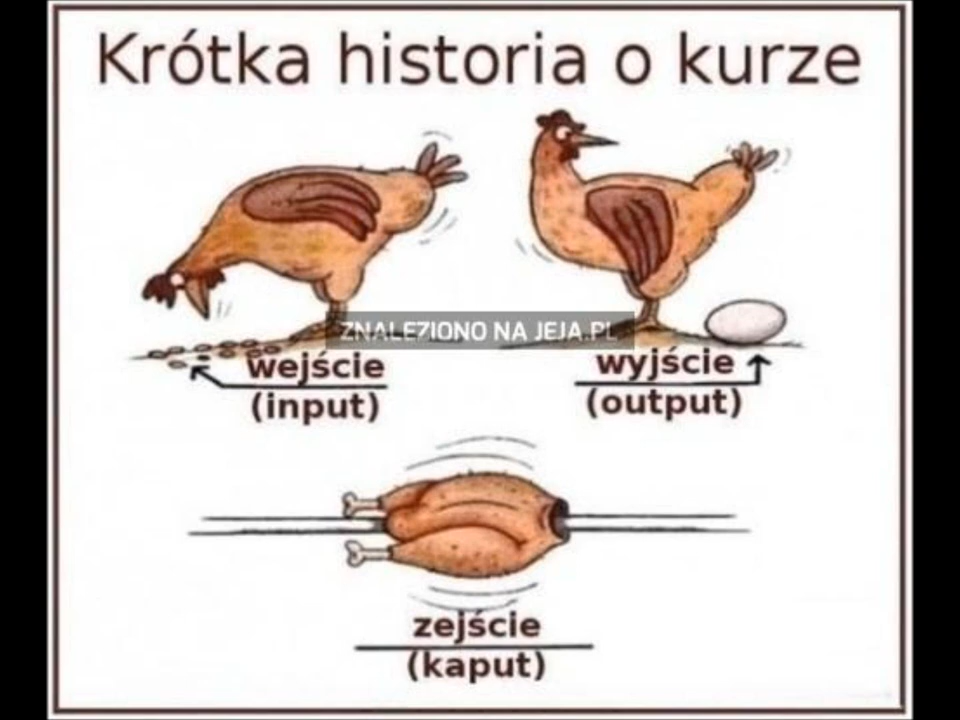 Krótka historia o kurze
ZNALEZIONO NA JEJA.PL
wejście
(input)
wyjście
(output)
zejście
(kaput)